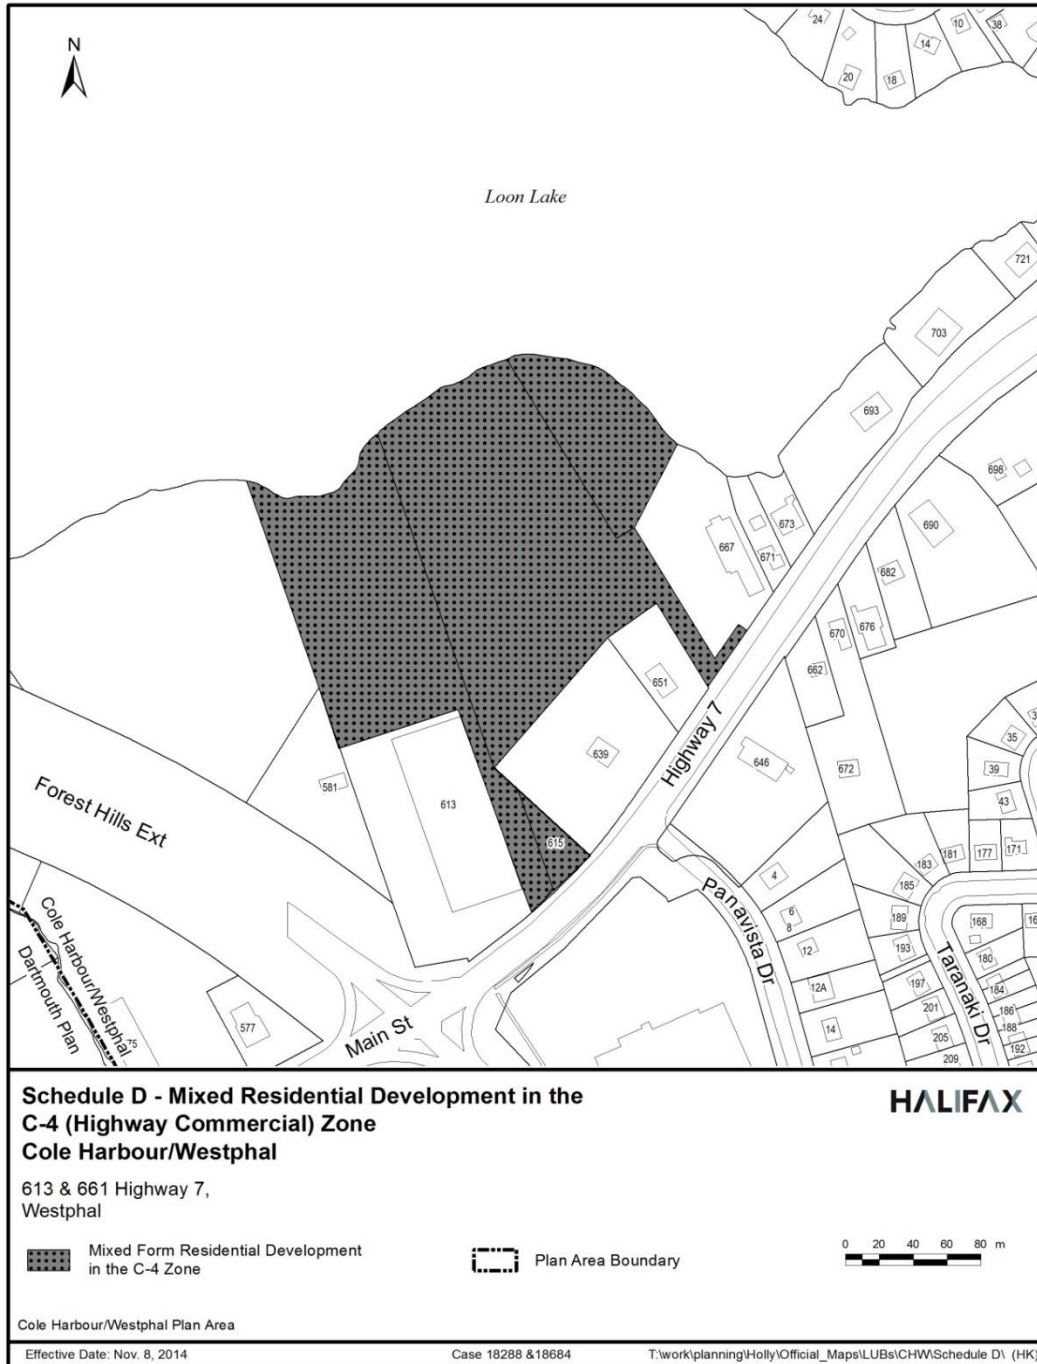 N
24
10
38
14
20
18
Loon Lake
721
703
693
698
690
673
667
671
682
676
670
662
651
Highway 7
639
646
672
35
39
43
581
613
Forest Hills Ext
615
183
181
177
171
185
4
6
8
189
168
Panavista Dr
12
193
180
Cole Harbour/Westphal
Dartmouth Plan
12A
197
184
Taranaki Dr
201
186
577
14
188
205
192
75
Main St
209
Schedule D - Mixed Residential Development in the
C-4 (Highway Commercial) Zone
Cole Harbour/Westphal
HALIFAX
613 & 661 Highway 7,
Westphal
Mixed Form Residential Development
in the C-4 Zone
Plan Area Boundary
0 20 40 60 80 m
Cole Harbour/Westphal Plan Area
Effective Date: Nov. 8, 2014
Case 18288 &18684
T:\work\planning\Holly\Official_Maps\LUBs\CHW\Schedule D\ (HK)